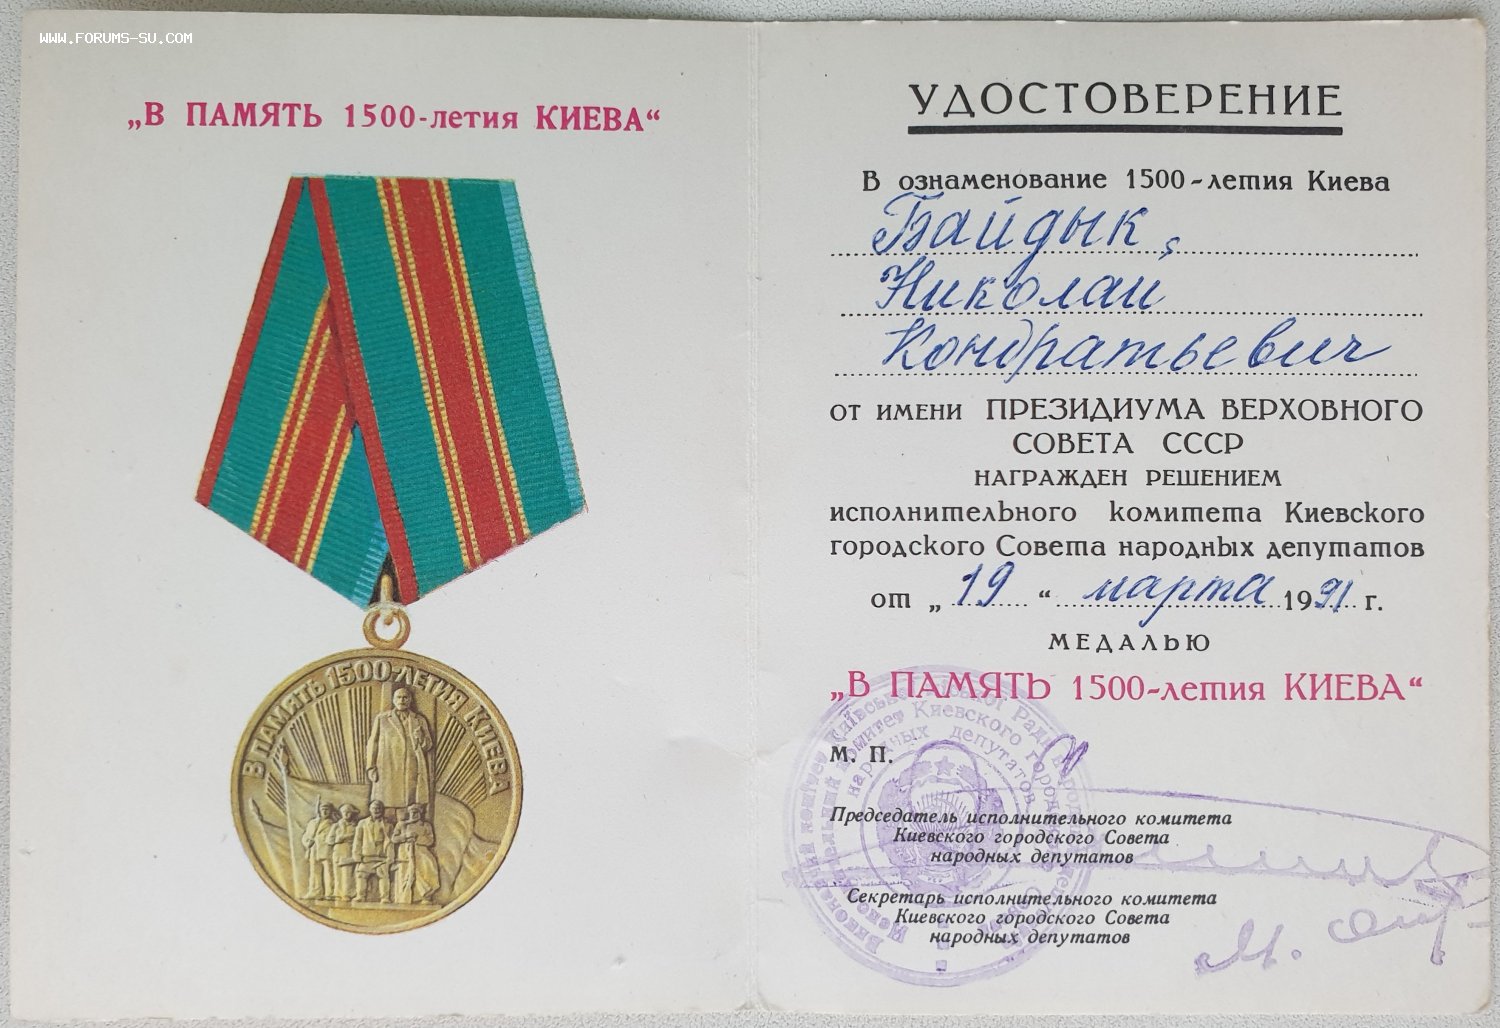 WWW.FORUMS-SU.COM
„В ПАМЯТЬ 1500-летия КИЕВА“
В ПАМЯТЬ 1500-ЛЕТИЯ КИЕВА
УДОСТОВЕРЕНИЕ
В ознаменование 1500-летия Киева
Байдык
Николай
Кондратьевич
ОТ ИМЕНИ ПРЕЗИДИУМА ВЕРХОВНОГО
СОВЕТА СССР
НАГРАЖДЕН РЕШЕНИЕМ
исполнительного комитета Киевского
городского Совета народных депутатов
от „19“ марта 1991 г.
МЕДАЛЬЮ
„В ПАМЯТЬ 1500-летия КИЕВА“
М. П.
Председатель исполнительного комитета
Киевского городского Совета
народных депутатов
Секретарь исполнительного комитета
Киевского городского Совета
народных депутатов